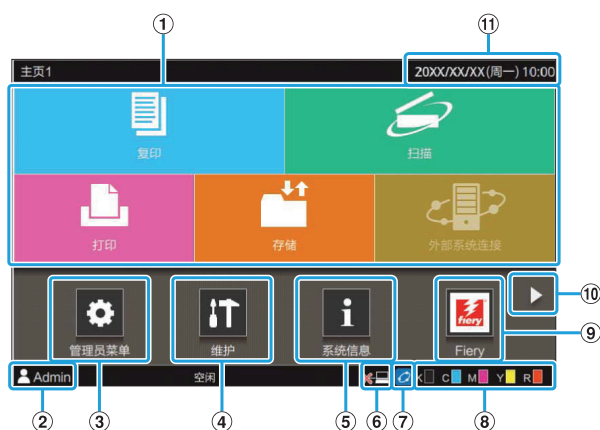 ① ⑪
主页1 20XX/XX/XX(周一) 10:00
复印 扫描
打印 存储 外部系统连接
⑩
fiery
⑨
管理员菜单 维护 系统信息 Fiery
Admin 空闲 K C M Y R
② ③ ④ ⑤ ⑥ ⑦ ⑧